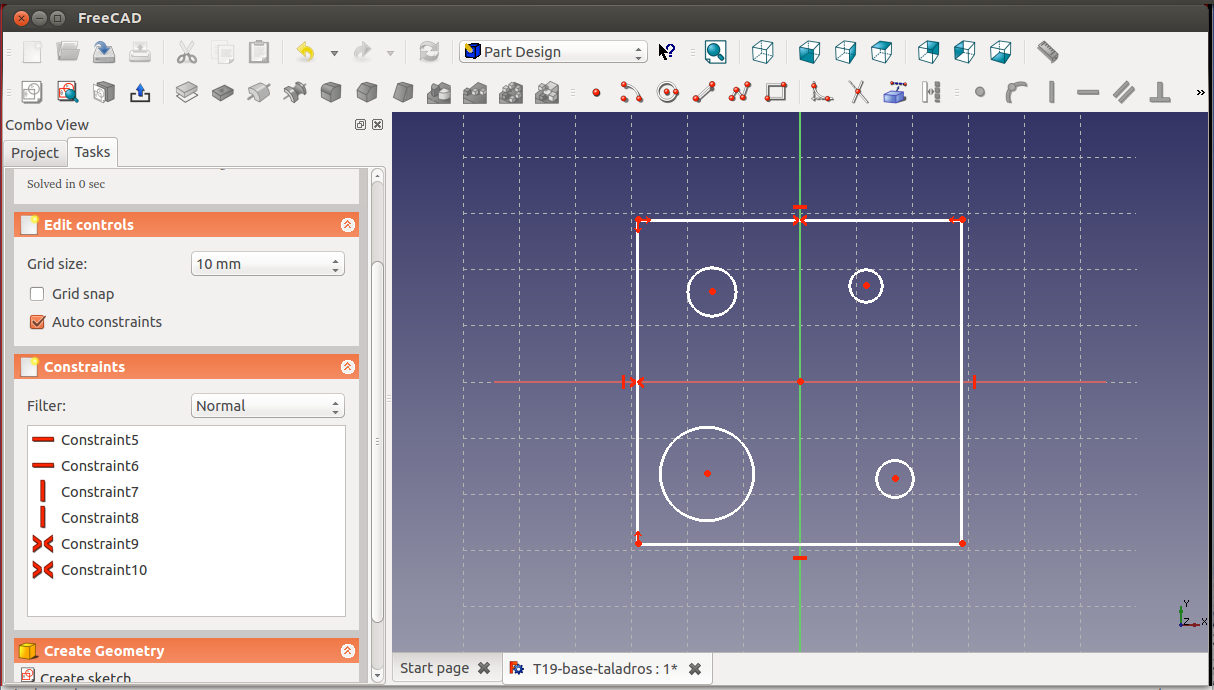 FreeCAD
Part Design
Combo View
Project
Tasks
Solved in 0 sec
Edit controls
Grid size:
10 mm
Grid snap
Auto constraints
Constraints
Filter:
Normal
Constraint5
Constraint6
Constraint7
Constraint8
Constraint9
Constraint10
Create Geometry
Create sketch
Y
Z
X
Start page
T19-base-taladros : 1*